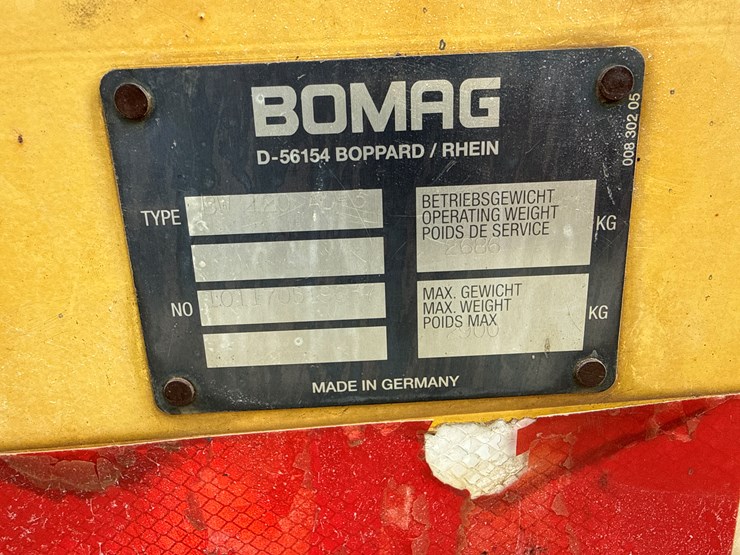 BOMAG
D-56154 BOPPARD / RHEIN
008 302 05
TYPE
BETRIEBSGEWICHT
OPERATING WEIGHT
POIDS DE SERVICE
KG
NO
MAX. GEWICHT
MAX. WEIGHT
POIDS MAX
KG
MADE IN GERMANY